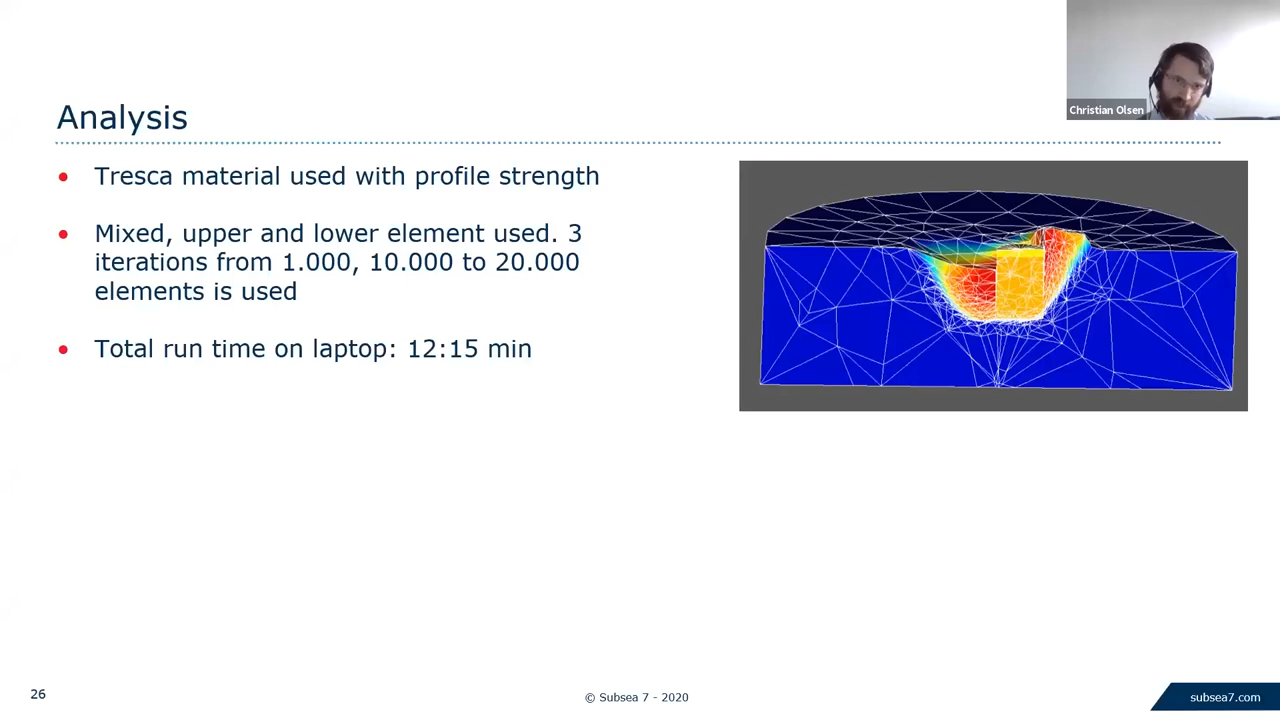 Christian Olsen
Analysis
Tresca material used with profile strength
Mixed, upper and lower element used. 3
iterations from 1.000, 10.000 to 20.000
elements is used
Total run time on laptop: 12:15 min
26
© Subsea 7 - 2020
subsea7.com